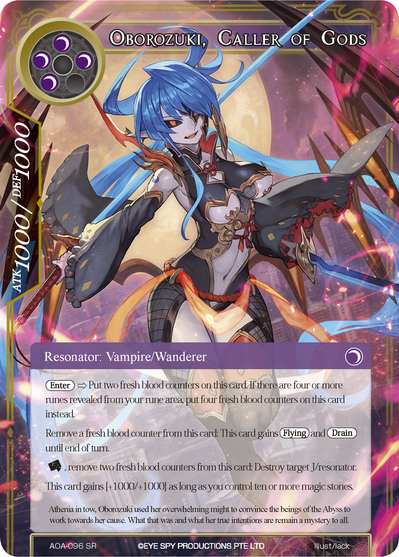 Oborozuki, Caller of Gods
ATK 1000 / DEF 1000
Resonator: Vampire/Wanderer
Enter ⇨ Put two fresh blood counters on this card. If there are four or more
runes revealed from your rune area, put four fresh blood counters on this card
instead.
Remove a fresh blood counter from this card: This card gains Flying and Drain
until end of turn.
, remove two fresh blood counters from this card: Destroy target J/resonator.
This card gains [+1000/+1000] as long as you control ten or more magic stones.
Athenia in tow, Oborozuki used her overwhelming might to convince the beings of the Abyss to
work towards her cause. What that was and what her true intentions are remain a mystery to all.
AOA-096 SR
©EYE SPY PRODUCTIONS PTE LTD
Illust/lack